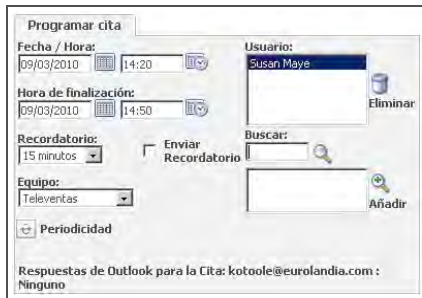 Programar cita
Fecha / Hora:
09/03/2010 14:20
Hora de finalización:
09/03/2010 14:50
Recordatorio:
15 minutos
Enviar
Recordatorio
Equipo:
Televentas
Periodicidad
Usuario:
Susan Maye
Eliminar
Buscar:
Añadir
Respuestas de Outlook para la Cita: kotoole@eurolandia.com :
Ninguno